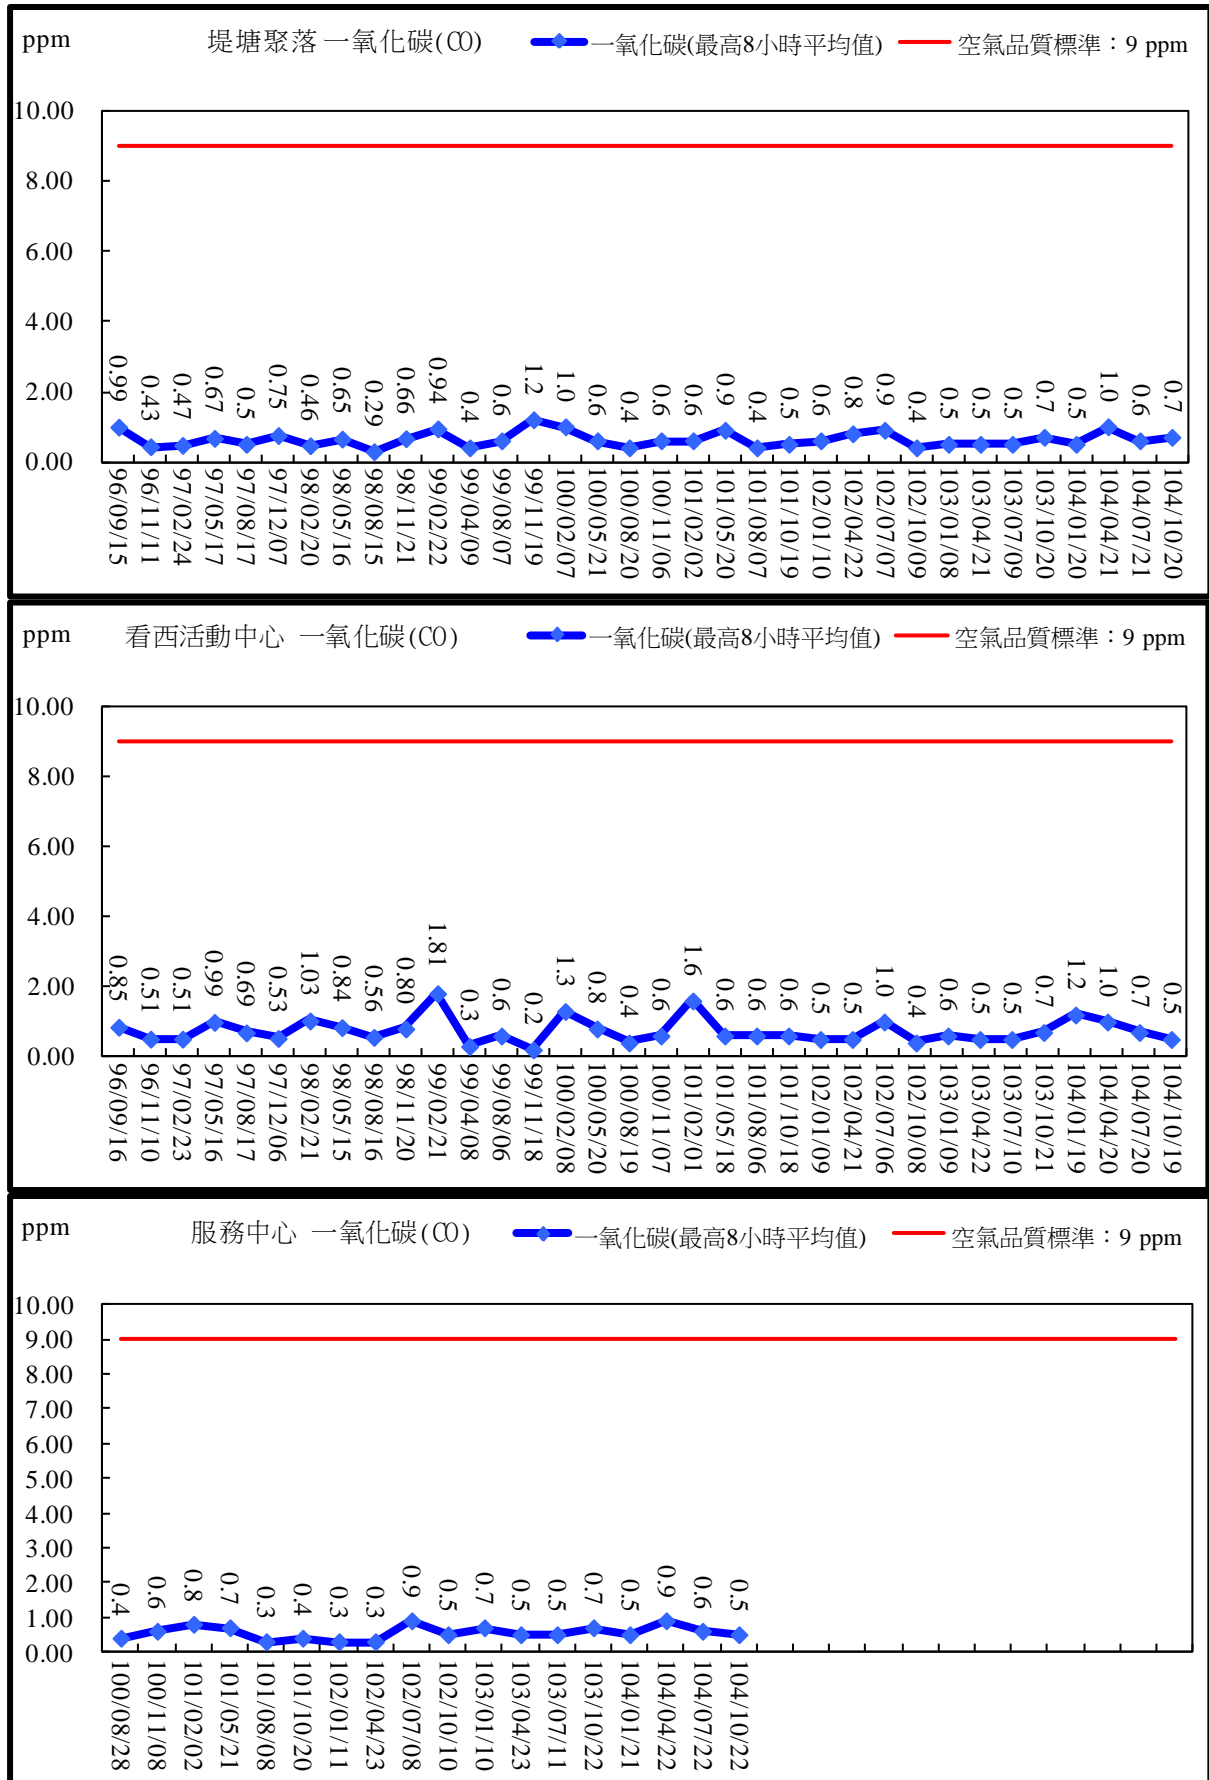 ppm 堤塘聚落 一氧化碳(CO) 一氧化碳(最高8小時平均值) 空氣品質標準：9 ppm
10.00
8.00
6.00
4.00
2.00
0.00
0.99 0.43 0.47 0.67 0.5 0.75 0.46 0.65 0.29 0.66 0.94 0.4 0.6 1.2 1.0 0.6 0.4 0.6 0.6 0.9 0.4 0.5 0.6 0.8 0.9 0.4 0.5 0.5 0.5 0.7 0.5 1.0 0.6 0.7
96/09/15 96/11/11 97/02/24 97/05/17 97/08/17 97/12/07 98/02/20 98/05/16 98/08/15 98/11/21 99/02/22 99/04/09 99/08/07 99/11/19 100/02/07 100/05/21 100/08/20 100/11/06 101/02/02 101/05/20 101/08/07 101/10/19 102/01/10 102/04/22 102/07/07 102/10/09 103/01/08 103/04/21 103/07/09 103/10/20 104/01/20 104/04/21 104/07/21 104/10/20
ppm 看西活動中心 一氧化碳(CO) 一氧化碳(最高8小時平均值) 空氣品質標準：9 ppm
10.00
8.00
6.00
4.00
2.00
0.00
0.85 0.51 0.51 0.99 0.69 0.53 1.03 0.84 0.56 0.80 1.81 0.3 0.6 0.2 1.3 0.8 0.4 0.6 1.6 0.6 0.6 0.6 0.5 0.5 1.0 0.4 0.6 0.5 0.5 0.7 1.2 1.0 0.7 0.5
96/09/16 96/11/10 97/02/23 97/05/16 97/08/17 97/12/06 98/02/21 98/05/15 98/08/16 98/11/20 99/02/21 99/04/08 99/08/06 99/11/18 100/02/08 100/05/20 100/08/19 100/11/07 101/02/01 101/05/18 101/08/06 101/10/18 102/01/09 102/04/21 102/07/06 102/10/08 103/01/09 103/04/22 103/07/10 103/10/21 104/01/19 104/04/20 104/07/20 104/10/19
ppm 服務中心 一氧化碳(CO) 一氧化碳(最高8小時平均值) 空氣品質標準：9 ppm
10.00
9.00
8.00
7.00
6.00
5.00
4.00
3.00
2.00
1.00
0.00
0.4 0.6 0.8 0.7 0.3 0.4 0.3 0.3 0.9 0.5 0.7 0.5 0.5 0.7 0.5 0.9 0.6 0.5
100/08/28 100/11/08 101/02/02 101/05/21 101/08/08 101/10/20 102/01/11 102/04/23 102/07/08 102/10/10 103/01/10 103/04/23 103/07/11 103/10/22 104/01/21 104/04/22 104/07/22 104/10/22